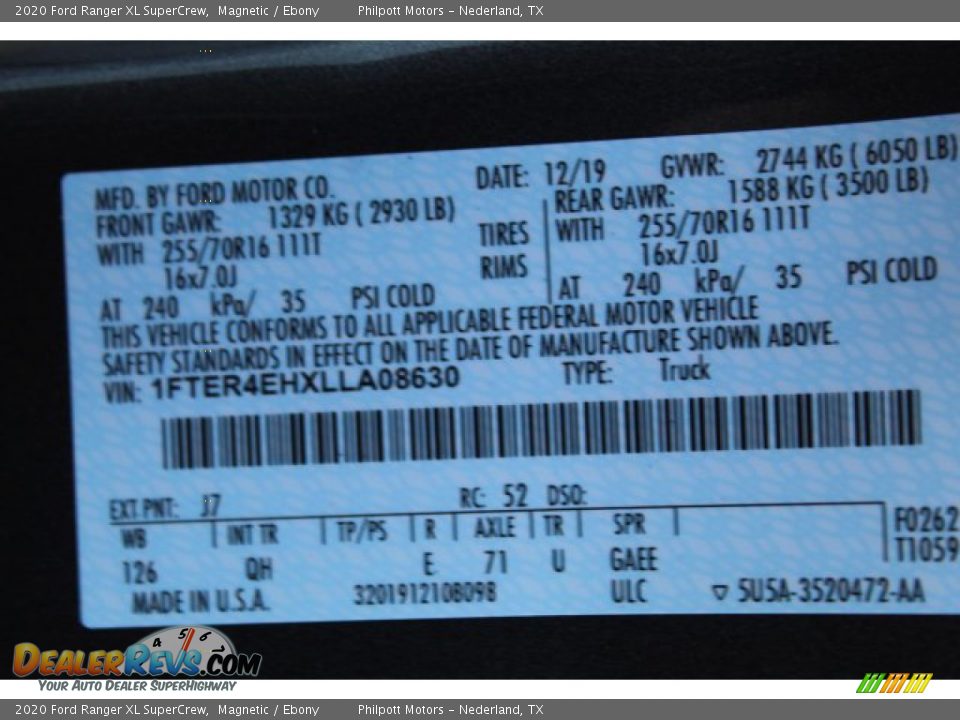 2020 Ford Ranger XL SuperCrew, Magnetic / Ebony Philpott Motors - Nederland, TX
MFD. BY FORD MOTOR CO. DATE: 12/19 GVWR: 2744 KG ( 6050 LB)
FRONT GAWR: 1329 KG ( 2930 LB) REAR GAWR: 1588 KG ( 3500 LB)
WITH 255/70R16 111T TIRES WITH 255/70R16 111T
16x7.0J RIMS 16x7.0J
AT 240 kPa/ 35 PSI COLD AT 240 kPa/ 35 PSI COLD
THIS VEHICLE CONFORMS TO ALL APPLICABLE FEDERAL MOTOR VEHICLE
SAFETY STANDARDS IN EFFECT ON THE DATE OF MANUFACTURE SHOWN ABOVE.
VIN: 1FTER4EHXLLA08630 TYPE: Truck
EXT PNT: J7 RC: 52 DSO:
WB INT TR TP/PS R AXLE TR SPR F0262
126 QH E 71 U GAEE T1059
MADE IN U.S.A. 3201912108098 ULC ▽ 5U5A-3520472-AA
4 5 6
DEALERREVS.COM
YOUR AUTO DEALER SUPERHIGHWAY
2020 Ford Ranger XL SuperCrew, Magnetic / Ebony Philpott Motors - Nederland, TX